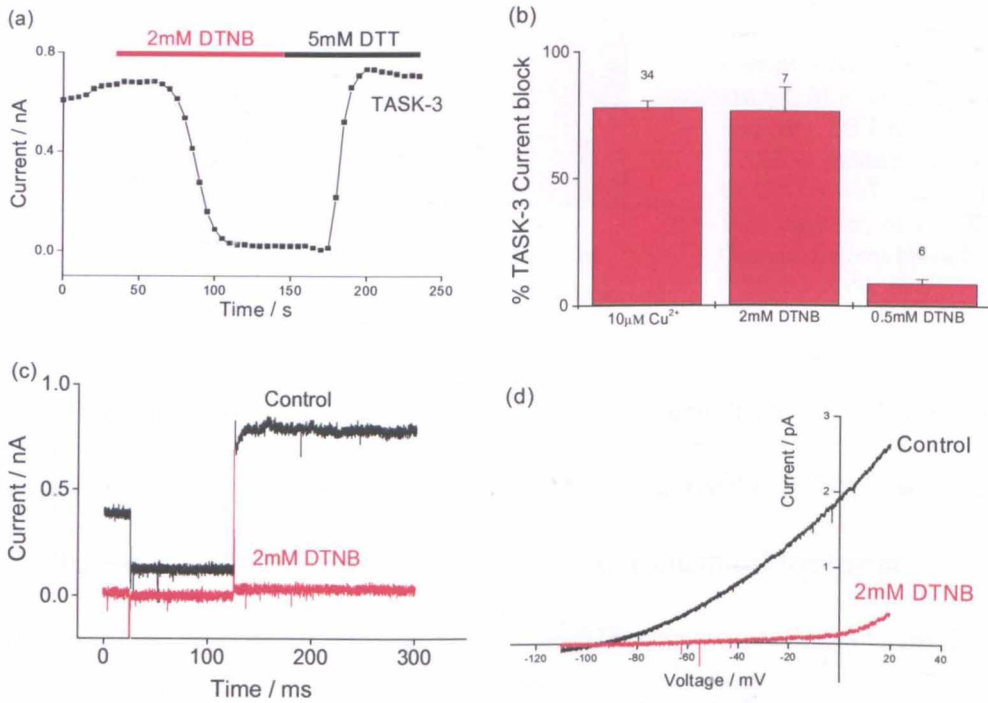 (a)
2mM DTNB 5mM DTT
0.8
0.4
0.0
Current / nA
TASK-3
0 50 100 150 200 250
Time / s
(b)
100
50
0
% TASK-3 Current block
34
7
6
10μM Cu²⁺ 2mM DTNB 0.5mM DTNB
(c)
1.0
0.5
0.0
Current / nA
Control
2mM DTNB
0 100 200 300
Time / ms
(d)
3
2
1
Current / pA
Control
2mM DTNB
-120 -100 -80 -60 -40 -20 0 20 40
Voltage / mV